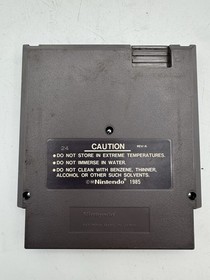 CAUTION
REV-A
• DO NOT STORE IN EXTREME TEMPERATURES.
• DO NOT IMMERSE IN WATER.
• DO NOT CLEAN WITH BENZENE, THINNER,
ALCOHOL OR OTHER SUCH SOLVENTS.
©Nintendo® 1985